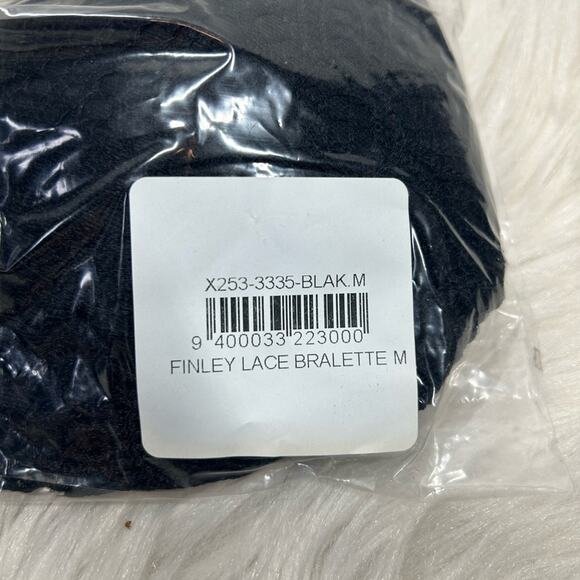 X253-3335-BLAK.M
9 400033 223000
FINLEY LACE BRALETTE M